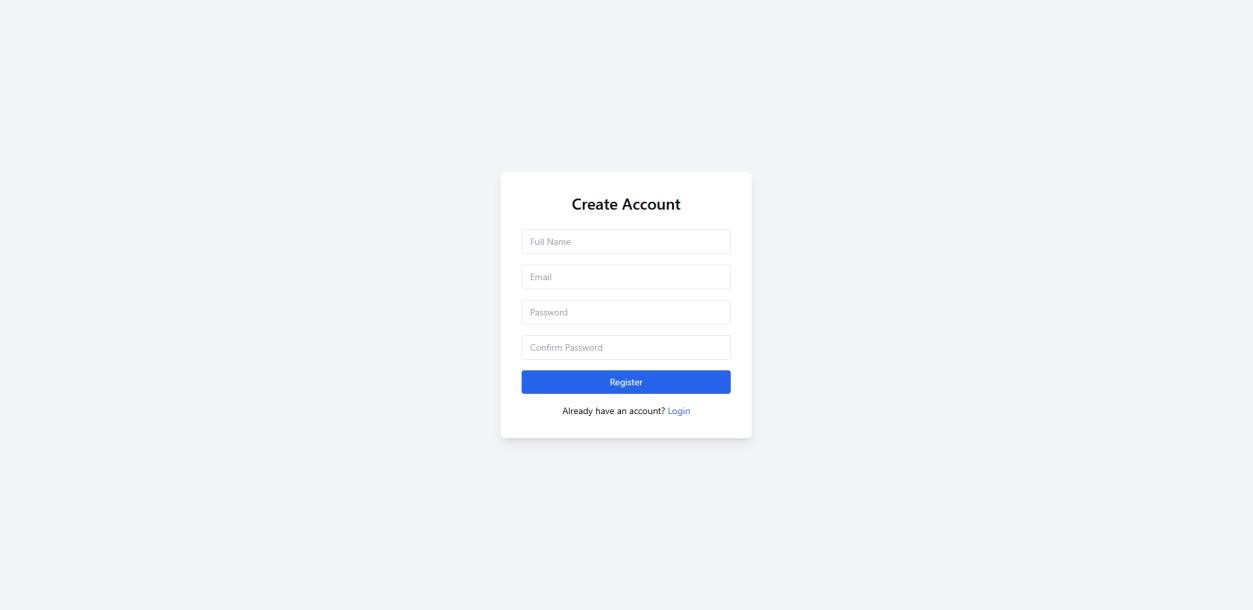 Create Account
Full Name
Email
Password
Confirm Password
Register
Already have an account? Login